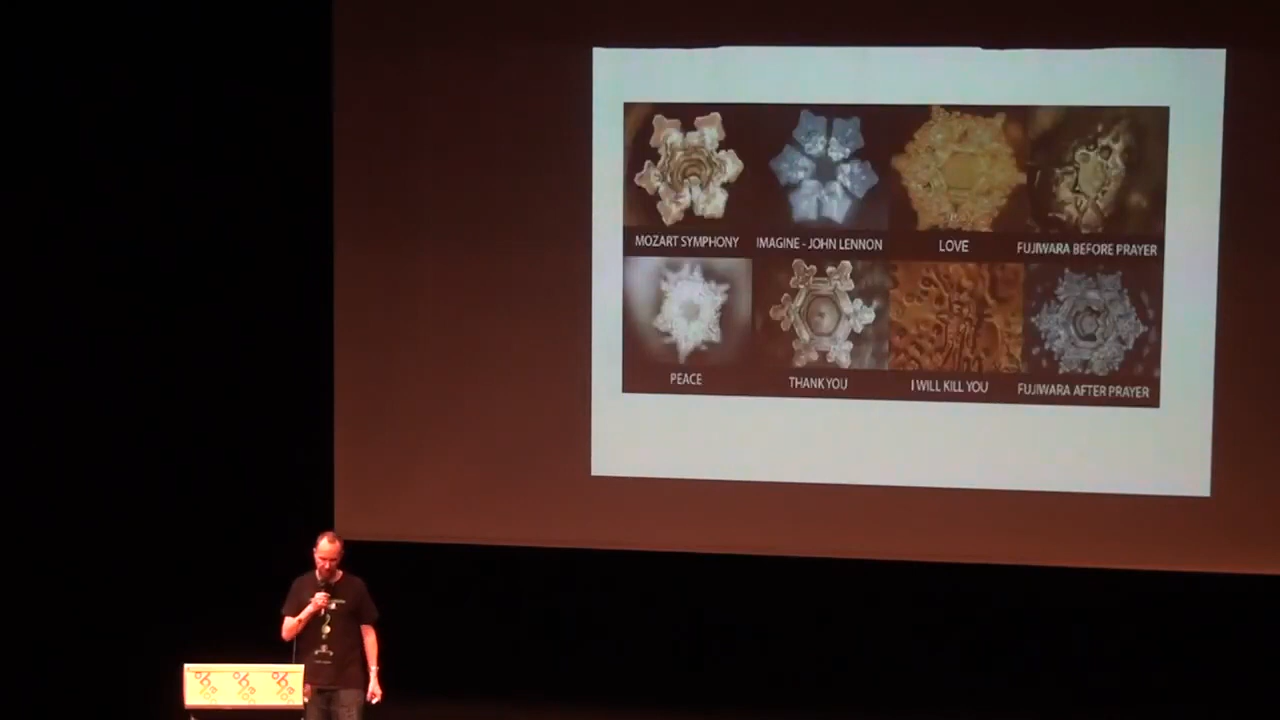 MOZART SYMPHONY
IMAGINE - JOHN LENNON
LOVE
FUJIWARA BEFORE PRAYER
PEACE
THANK YOU
I WILL KILL YOU
FUJIWARA AFTER PRAYER